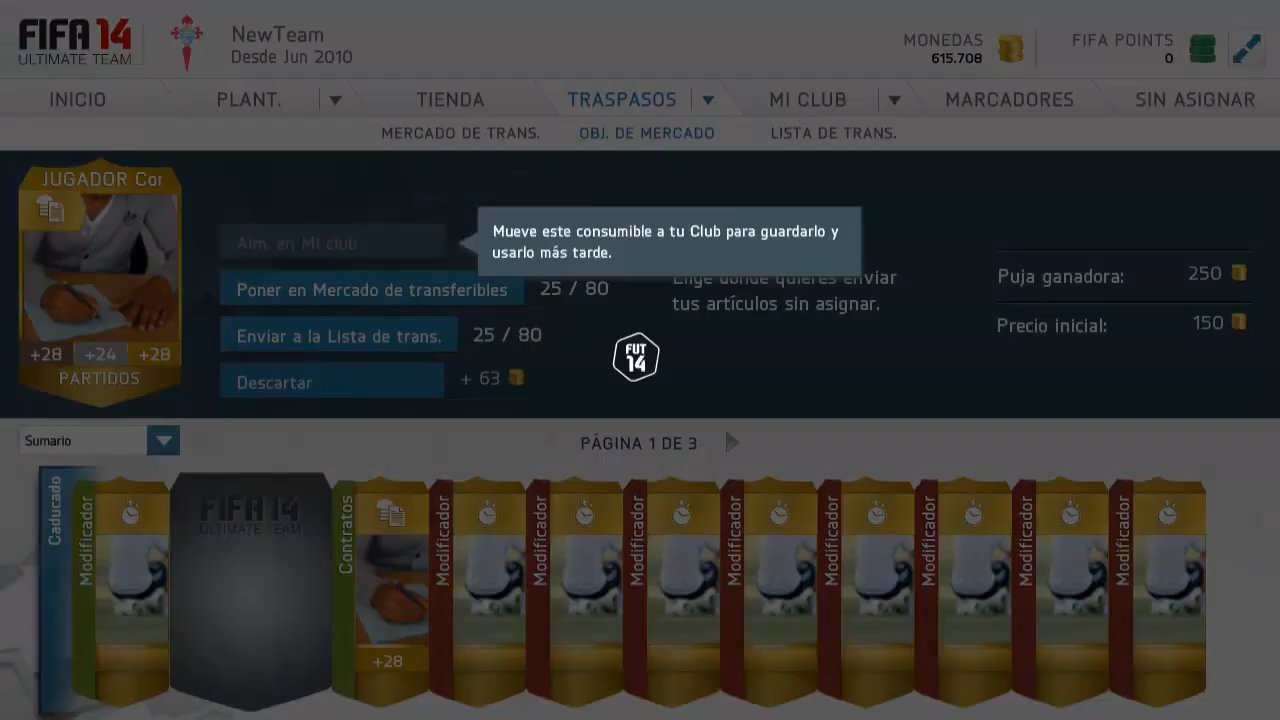 FIFA 14
ULTIMATE TEAM
NewTeam
Desde Jun 2010
MONEDAS
615.708
FIFA POINTS
0
INICIO
PLANT.
TIENDA
TRASPASOS
MI CLUB
MARCADORES
SIN ASIGNAR
MERCADO DE TRANS.
OBJ. DE MERCADO
LISTA DE TRANS.
JUGADOR Cor
+28 +24 +28
PARTIDOS
Alm. en Mi club
Mueve este consumible a tu Club para guardarlo y
usarlo más tarde.
Poner en Mercado de transferibles
25 / 80
Enviar a la Lista de trans.
25 / 80
Descartar
+ 63
Elige dónde quieres enviar
tus artículos sin asignar.
FUT
14
Puja ganadora:
250
Precio inicial:
150
Sumario
PÁGINA 1 DE 3
Caducado
Modificador
FIFA 14
ULTIMATE TEAM
Contratos
+28
Modificador
Modificador
Modificador
Modificador
Modificador
Modificador
Modificador
Modificador